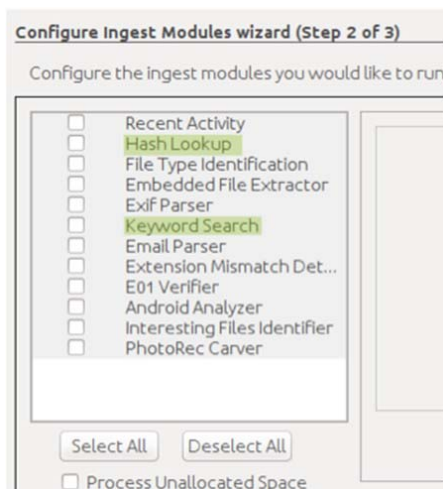 Configure Ingest Modules wizard (Step 2 of 3)
Configure the ingest modules you would like to run
Recent Activity
Hash Lookup
File Type Identification
Embedded File Extractor
Exif Parser
Keyword Search
Email Parser
Extension Mismatch Det...
E01 Verifier
Android Analyzer
Interesting Files Identifier
PhotoRec Carver
Select All
Deselect All
Process Unallocated Space